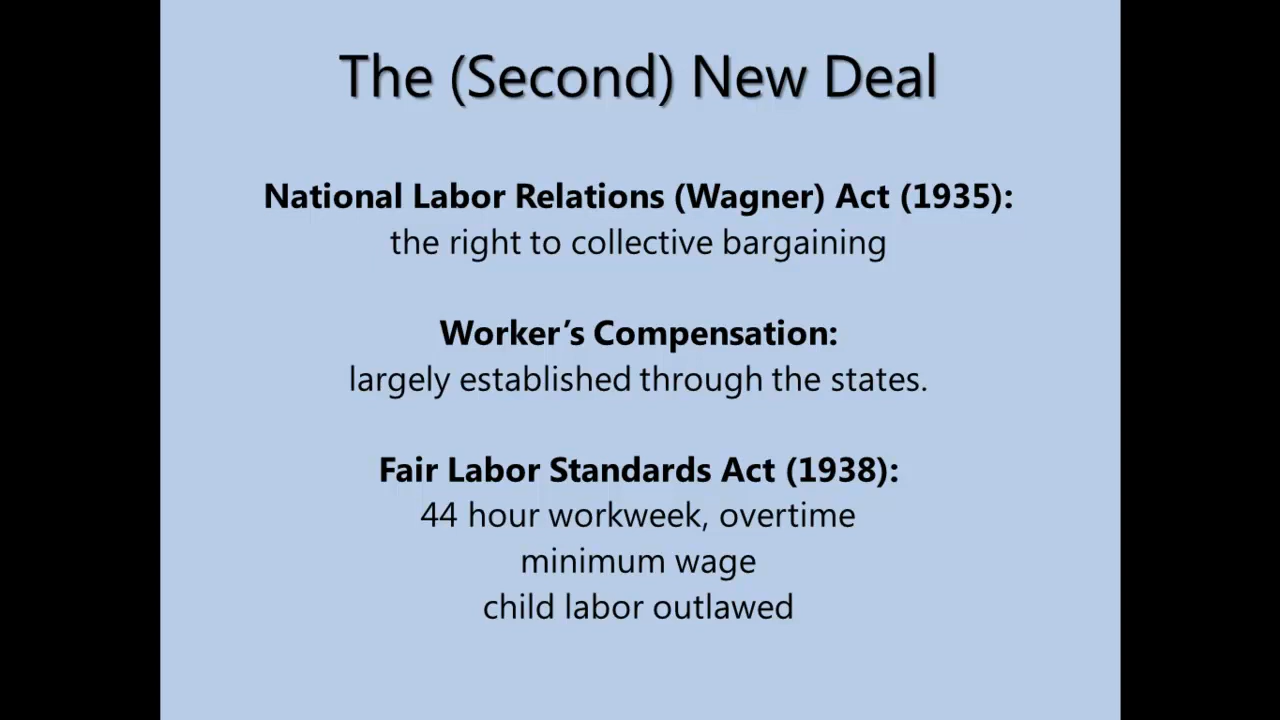 The (Second) New Deal
National Labor Relations (Wagner) Act (1935):
the right to collective bargaining
Worker’s Compensation:
largely established through the states.
Fair Labor Standards Act (1938):
44 hour workweek, overtime
minimum wage
child labor outlawed